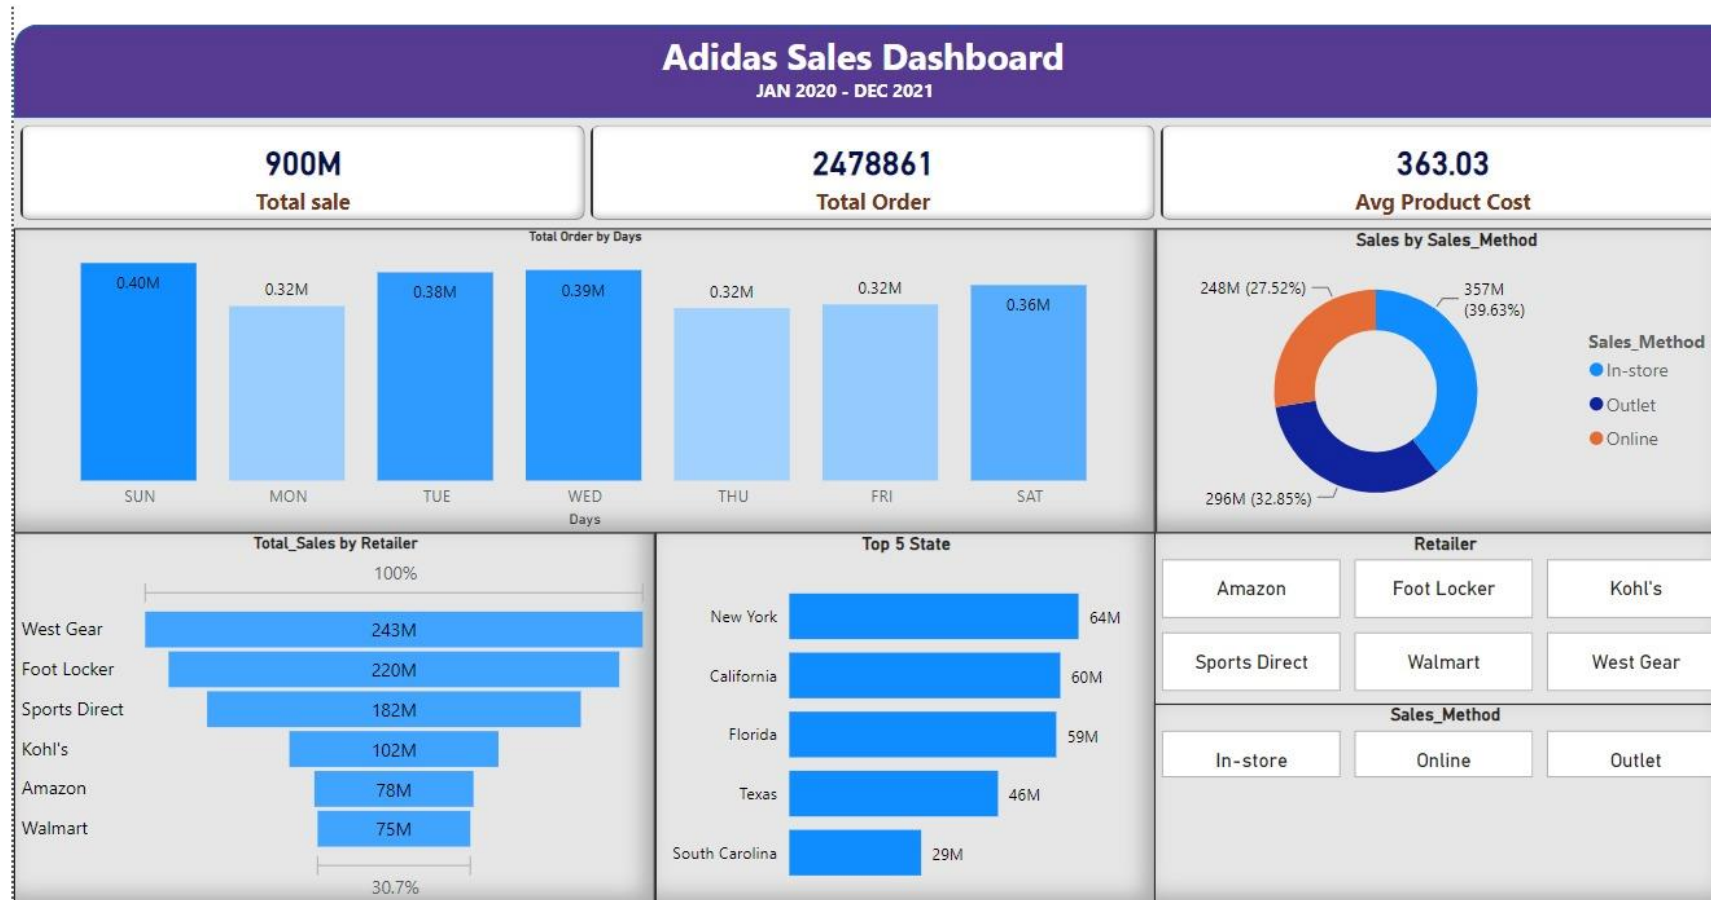 Adidas Sales Dashboard
JAN 2020 - DEC 2021
900M
Total sale
2478861
Total Order
363.03
Avg Product Cost
Total Order by Days
0.40M
0.32M
0.38M
0.39M
0.32M
0.32M
0.36M
SUN
MON
TUE
WED
THU
FRI
SAT
Days
Sales by Sales_Method
248M (27.52%)
357M
(39.63%)
296M (32.85%)
Sales_Method
In-store
Outlet
Online
Total_Sales by Retailer
100%
West Gear 243M
Foot Locker 220M
Sports Direct 182M
Kohl's 102M
Amazon 78M
Walmart 75M
30.7%
Top 5 State
New York 64M
California 60M
Florida 59M
Texas 46M
South Carolina 29M
Retailer
Amazon
Foot Locker
Kohl's
Sports Direct
Walmart
West Gear
Sales_Method
In-store
Online
Outlet